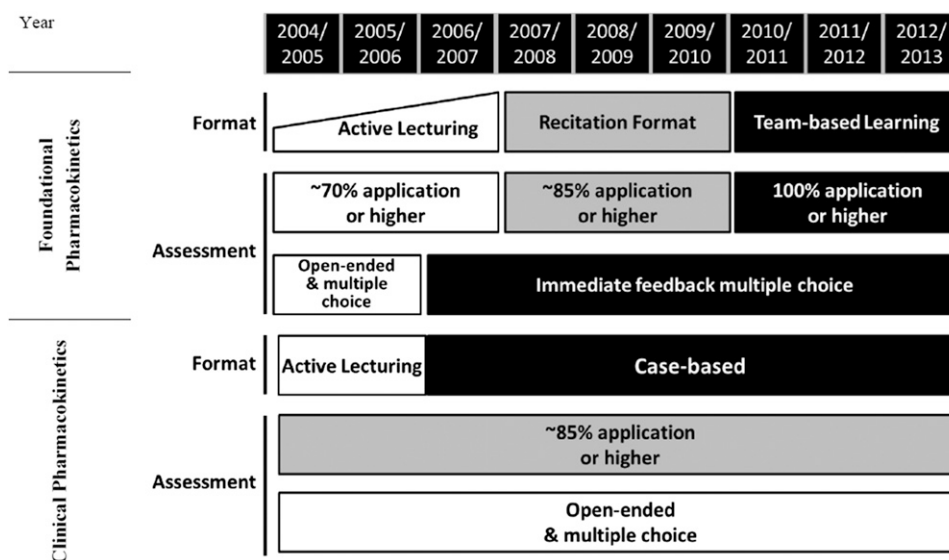 Year
2004/ 2005/ 2006/ 2007/ 2008/ 2009/ 2010/ 2011/ 2012/
2005 2006 2007 2008 2009 2010 2011 2012 2013
Foundational
Pharmacokinetics
Format
Active Lecturing
Recitation Format
Team-based Learning
Assessment
~70% application
or higher
~85% application
or higher
100% application
or higher
Open-ended
& multiple
choice
Immediate feedback multiple choice
Clinical Pharmacokinetics
Format
Active Lecturing
Case-based
Assessment
~85% application
or higher
Open-ended
& multiple choice